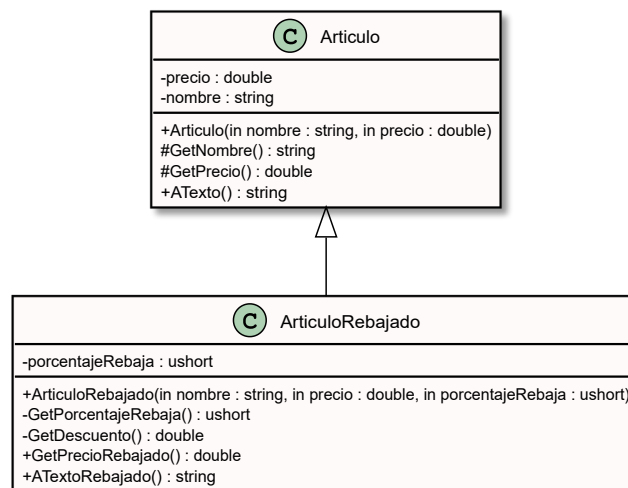 C Articulo
-precio : double
-nombre : string
+Articulo(in nombre : string, in precio : double)
#GetNombre() : string
#GetPrecio() : double
+ATexto() : string
C ArticuloRebajado
-porcentajeRebaja : ushort
+ArticuloRebajado(in nombre : string, in precio : double, in porcentajeRebaja : ushort)
-GetPorcentajeRebaja() : ushort
-GetDescuento() : double
+GetPrecioRebajado() : double
+ATextoRebajado() : string